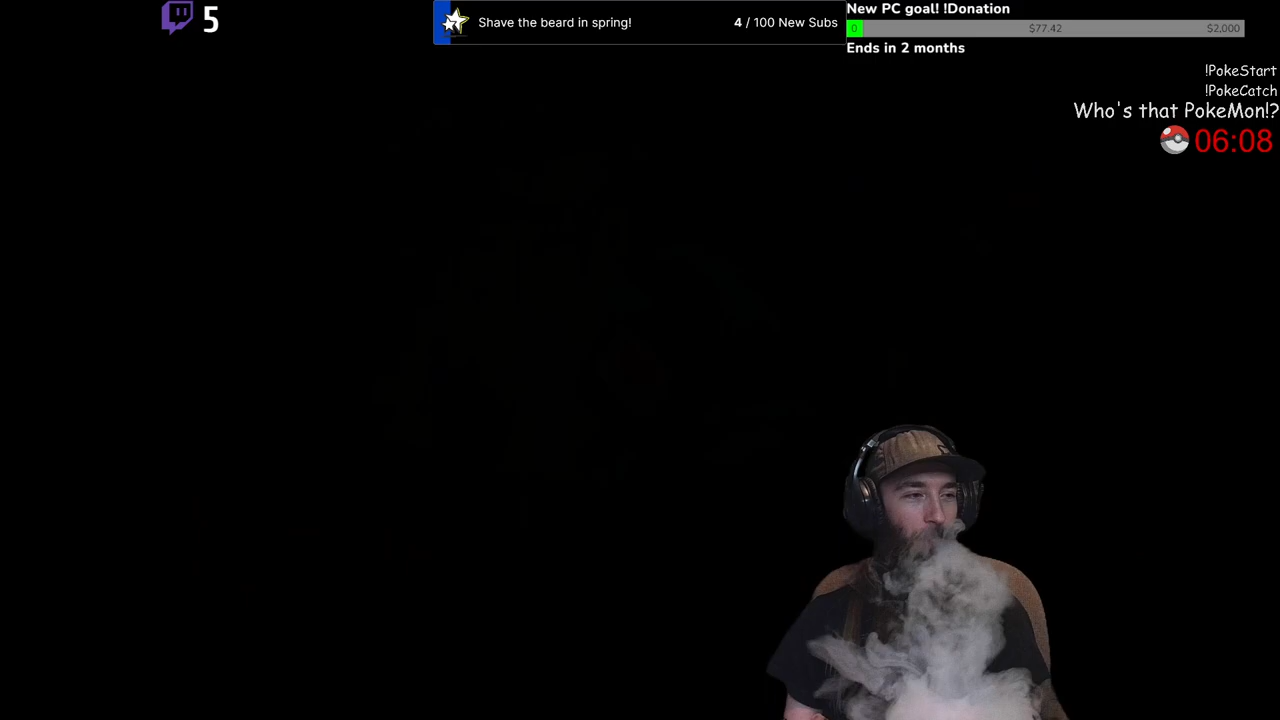 5
Shave the beard in spring!
4 / 100 New Subs
New PC goal! !Donation
0
$77.42
$2,000
Ends in 2 months
!PokeStart
!PokeCatch
Who's that PokeMon!?
06:08